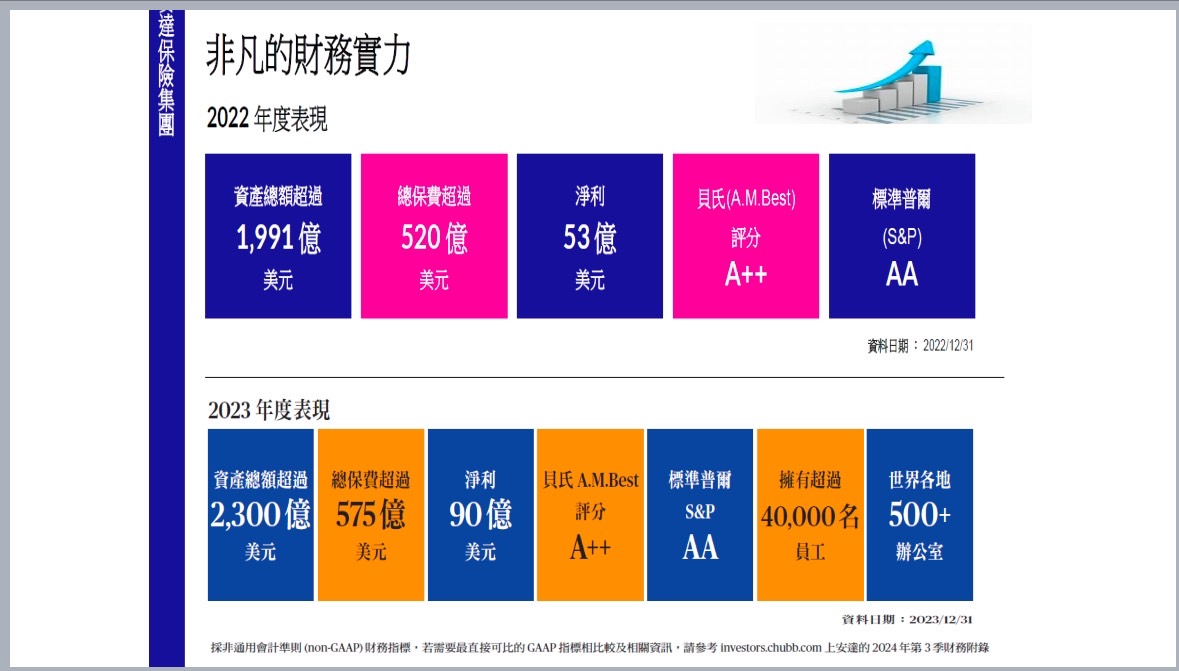 達保險集團
非凡的財務實力
2022 年度表現
資產總額超過
1,991 億
美元
總保費超過
520 億
美元
淨利
53 億
美元
貝氏(A.M.Best)
評分
A++
標準普爾
(S&P)
AA
資料日期：2022/12/31
2023 年度表現
資產總額超過
2,300 億
美元
總保費超過
575 億
美元
淨利
90 億
美元
貝氏 A.M.Best
評分
A++
標準普爾
S&P
AA
擁有超過
40,000 名
員工
世界各地
500+
辦公室
資料日期：2023/12/31
採非通用會計準則 (non-GAAP) 財務指標，若需要最直接可比的 GAAP 指標相比較及相關資訊，請參考 investors.chubb.com 上安達的 2024 年第 3 季財務附錄